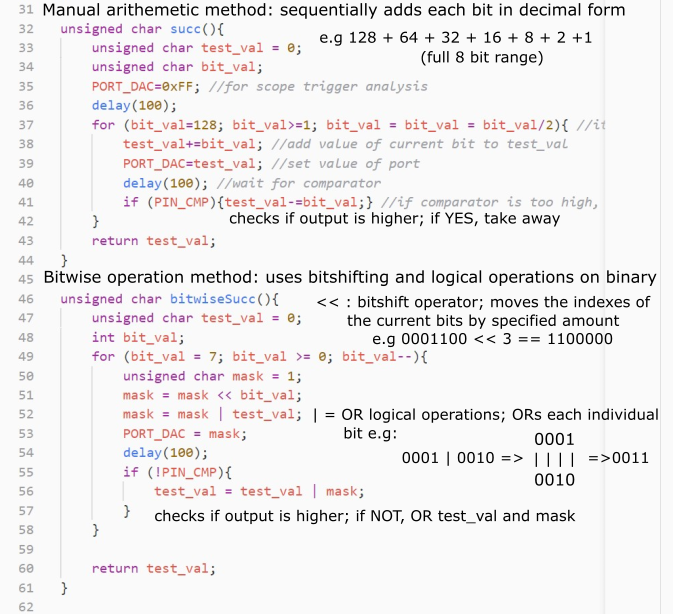 31 Manual arithemetic method: sequentially adds each bit in decimal form
32 unsigned char succ(){
e.g 128 + 64 + 32 + 16 + 8 + 2 +1
33 unsigned char test_val = 0;
(full 8 bit range)
34 unsigned char bit_val;
35 PORT_DAC=0xFF; //for scope trigger analysis
36 delay(100);
37 for (bit_val=128; bit_val>=1; bit_val = bit_val = bit_val/2){ //it
38 test_val+=bit_val; //add value of current bit to test_val
39 PORT_DAC=test_val; //set value of port
40 delay(100); //wait for comparator
41 if (PIN_CMP){test_val-=bit_val;} //if comparator is too high,
42 } checks if output is higher; if YES, take away
43 return test_val;
44 }
45 Bitwise operation method: uses bitshifting and logical operations on binary
46 unsigned char bitwiseSucc(){ << : bitshift operator; moves the indexes of
47 unsigned char test_val = 0; the current bits by specified amount
48 int bit_val; e.g 0001100 << 3 == 1100000
49 for (bit_val = 7; bit_val >= 0; bit_val--){
50 unsigned char mask = 1;
51 mask = mask << bit_val;
52 mask = mask | test_val; | = OR logical operations; ORs each individual
53 PORT_DAC = mask; bit e.g:
0001
54 delay(100); 0001 | 0010 => | | | | =>0011
0010
55 if (!PIN_CMP){
56 test_val = test_val | mask;
57 } checks if output is higher; if NOT, OR test_val and mask
58 }
59
60 return test_val;
61 }
62